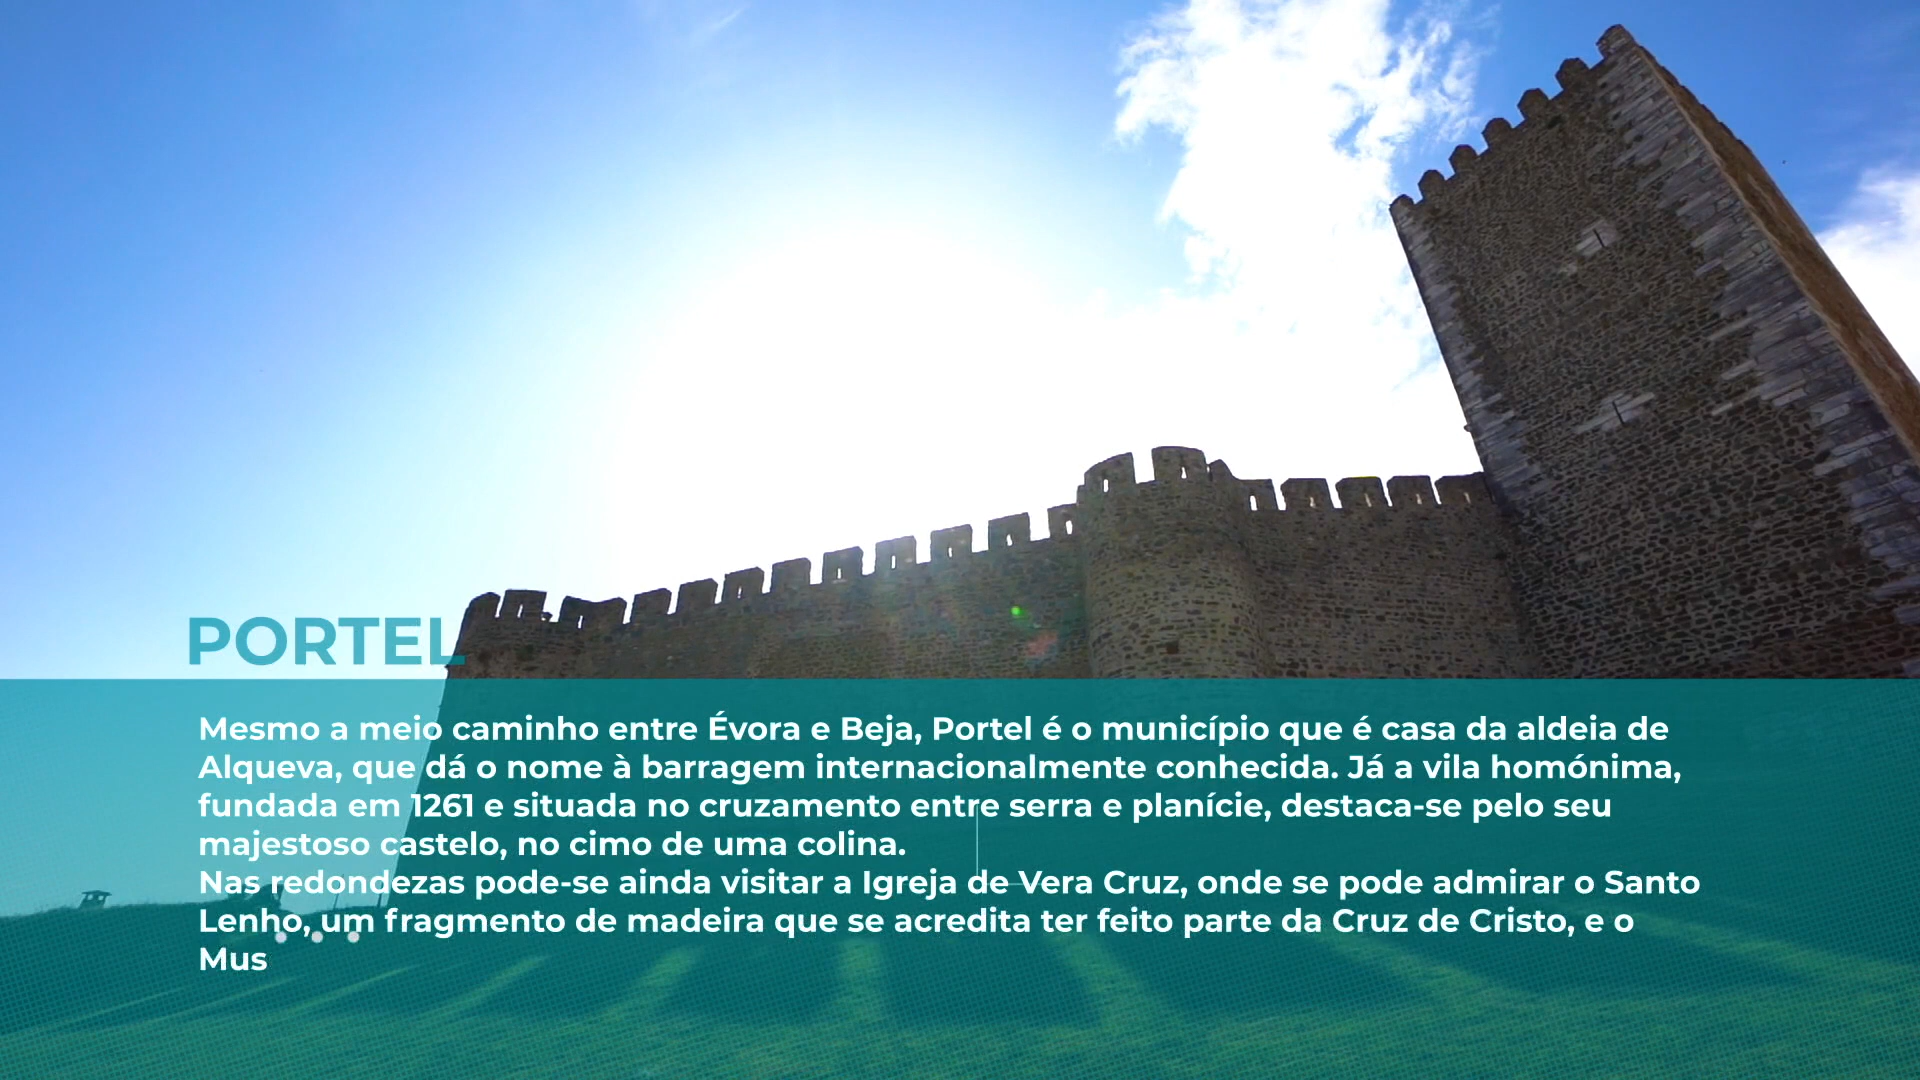 PORTEL
Mesmo a meio caminho entre Évora e Beja, Portel é o município que é casa da aldeia de
Alqueva, que dá o nome à barragem internacionalmente conhecida. Já a vila homónima,
fundada em 1261 e situada no cruzamento entre serra e planície, destaca-se pelo seu
majestoso castelo, no cimo de uma colina.
Nas redondezas pode-se ainda visitar a Igreja de Vera Cruz, onde se pode admirar o Santo
Lenho, um fragmento de madeira que se acredita ter feito parte da Cruz de Cristo, e o
Mus